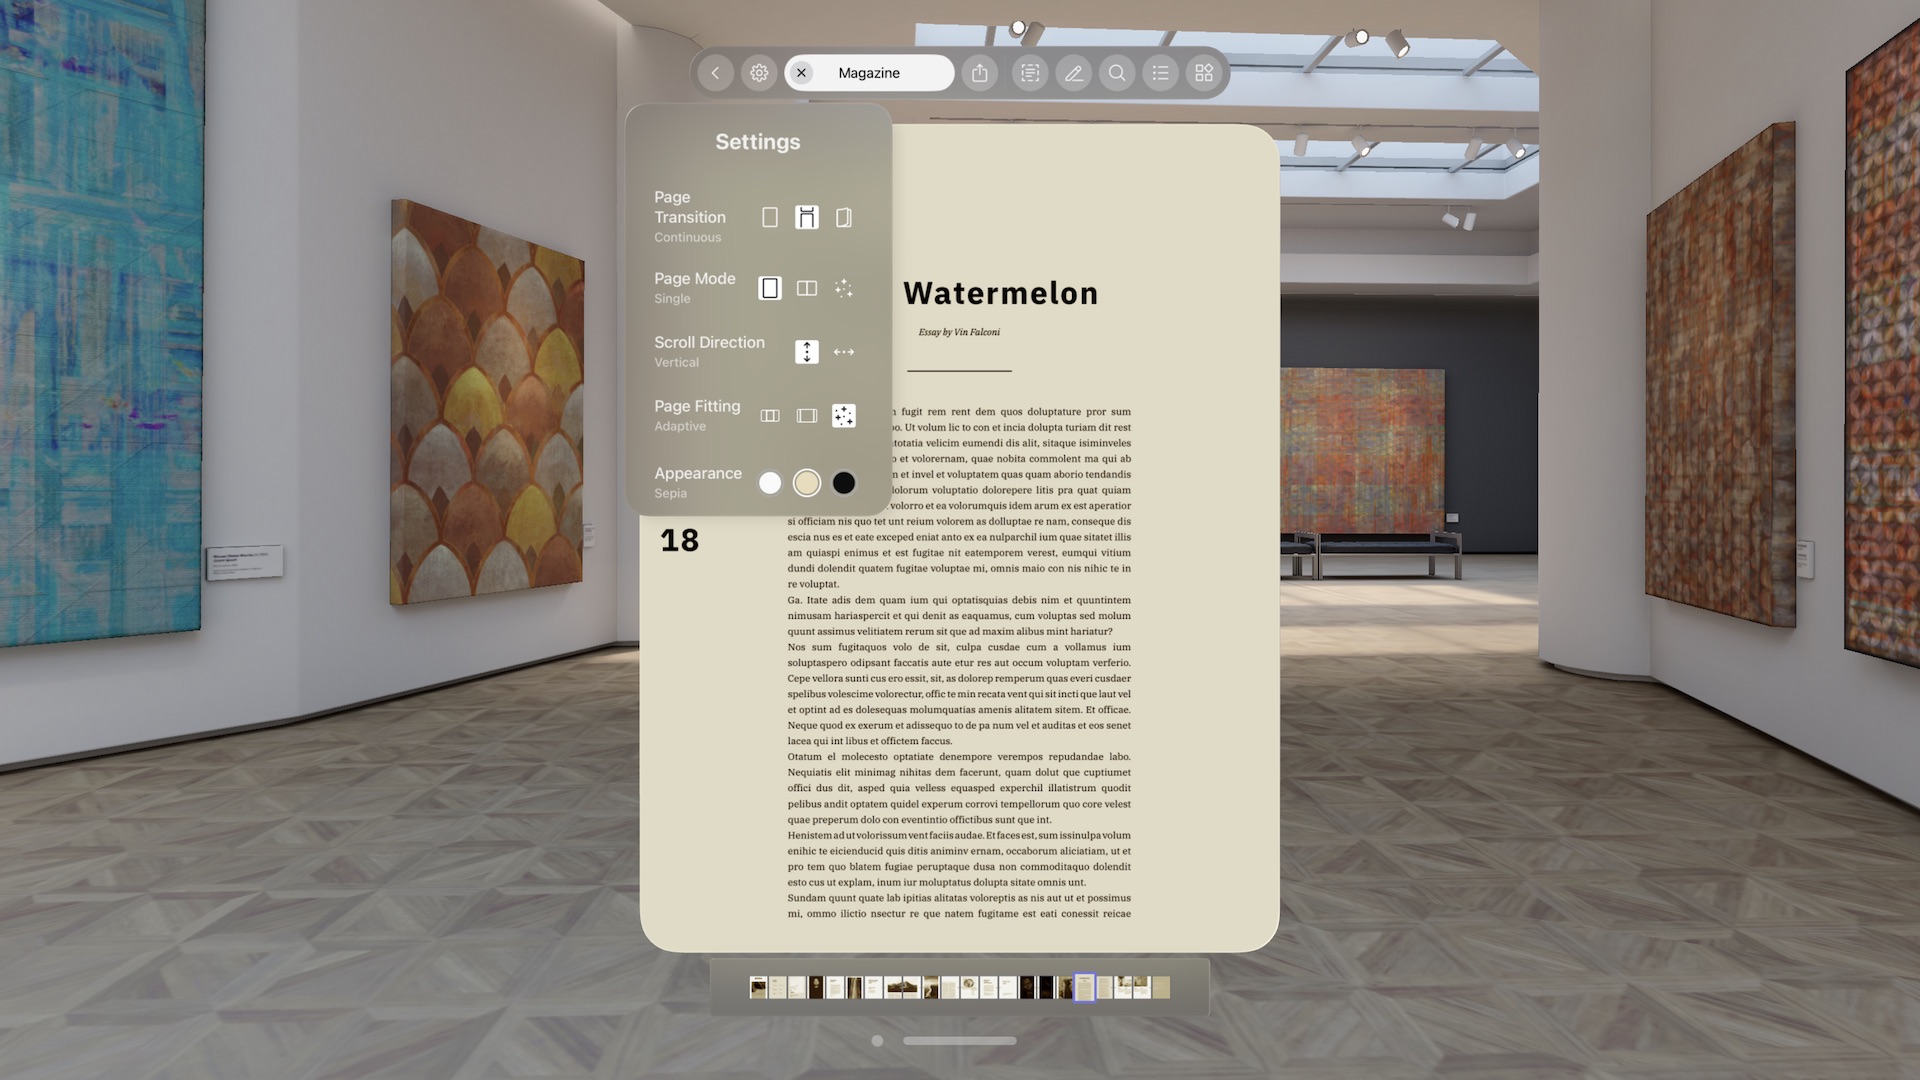 Magazine
Settings
Page
Transition
Continuous
Page Mode
Single
Scroll Direction
Vertical
Page Fitting
Adaptive
Appearance
Sepia
18
Watermelon
Essay by Vin Falconi
fugit rem rent dem quos doluptature pror sum
Ut volum lic to con et incia dolupta turiam dit rest
velicim eumendi dis alit, sitaque isiminveles
et volorernam, quae nobita commolent ma qui ab
et invel et voluptatem quas quam aborio tendandis
voluptatio dolorepere litis pra quat quiam
volorro et ea volorumquis idem arum ex est aperatior
si officiam nis quo tet unt reium volorem as dolluptae re nam, conseque dis
escia nus es et eate exceped eniat anto ex ea nulparchil ium quae sitatet illis
am quiaspi enimus et est fugitae nit eatemporem verest, eumqui vitium
dundi dolendit quatem fugitae voluptae mi, omnis maio con nis nihic te in
re voluptat.
Ga. Itate adis dem quam ium qui optatisquias debis nim et quuntintem
nimusam hariaspercit et qui denit as eaquamus, cum voluptas sed molum
quunt assimus velitiatem rerum sit que ad maxim alibus mint hariatur?
Nos sum fugitaquos volo de sit, culpa cusdae cum a vollamus ium
soluptaspero odipsant faccatis aute etur res aut occum voluptam verferio.
Cepe vellora sunti cus ero essit, sit, as dolorep remperum quas everi cusdaer
spelibus volescime volorectur, offic te min recata vent qui sit incti que laut vel
et optint ad es dolesequas molumquatias amenis alitatem sitem. Et officae.
Neque quod ex exerum et adissequo to de pa num vel et auditas et eos senet
lacea qui int libus et offictem faccus.
Otatum el molecesto optatiate denempore verempos repudandae labo.
Nequiatis elit minimag nihitas dem facerunt, quam dolut que cuptiumet
offici dus dit, asped quia velless equasped experchil illatistrum quodit
pelibus andit optatem quidel experum corrovi tempellorum quo core velest
quae preperum dolo con eventintio offictibus sunt que int.
Henistem ad ut volorissum vent faciis audae. Et faces est, sum issinulpa volum
enihic te eicienducid quis ditis animinv ernam, occaborum aliciatiam, ut et
pro tem quo blatem fugiae peruptaque dusa non commoditaquo dolendit
esto cus ut explam, inum iur moluptatus dolupta sitate omnis unt.
Sundam quunt quate lab ipitias alitatas voloreptis as nis aut ut et possimus
mi, ommo ilictio nsectur re que natem fugitame est eati conessit reicae